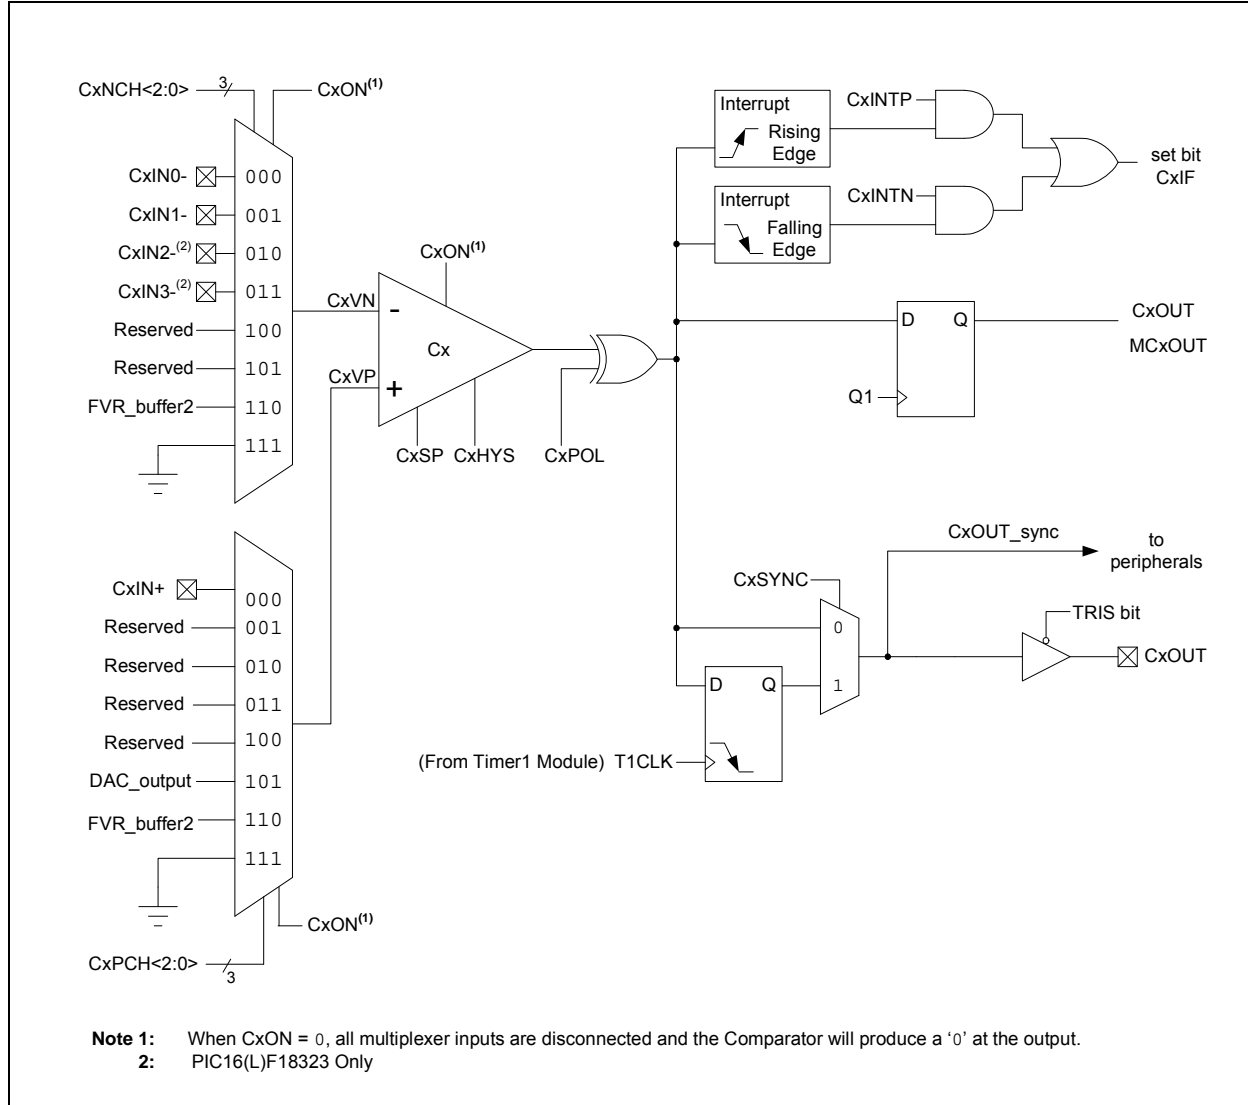 CxNCH<2:0> 3 CxON(1)
CxIN0- 000
CxIN1- 001
CxIN2-(2) 010
CxIN3-(2) 011
Reserved 100
Reserved 101
FVR_buffer2 110
111
CxVN
CxVP
CxON(1)
-
Cx
+
CxSP CxHYS CxPOL
Interrupt
Rising
Edge
CxINTP
Interrupt
Falling
Edge
CxINTN
set bit
CxIF
D Q
Q1
CxOUT
MCxOUT
CxIN+ 000
Reserved 001
Reserved 010
Reserved 011
Reserved 100
DAC_output 101
FVR_buffer2 110
111
CxON(1)
CxPCH<2:0> 3
CxOUT_sync
to
peripherals
CxSYNC
0
1
TRIS bit
CxOUT
D Q
(From Timer1 Module) T1CLK
Note 1: When CxON = 0, all multiplexer inputs are disconnected and the Comparator will produce a ‘0’ at the output.
2: PIC16(L)F18323 Only